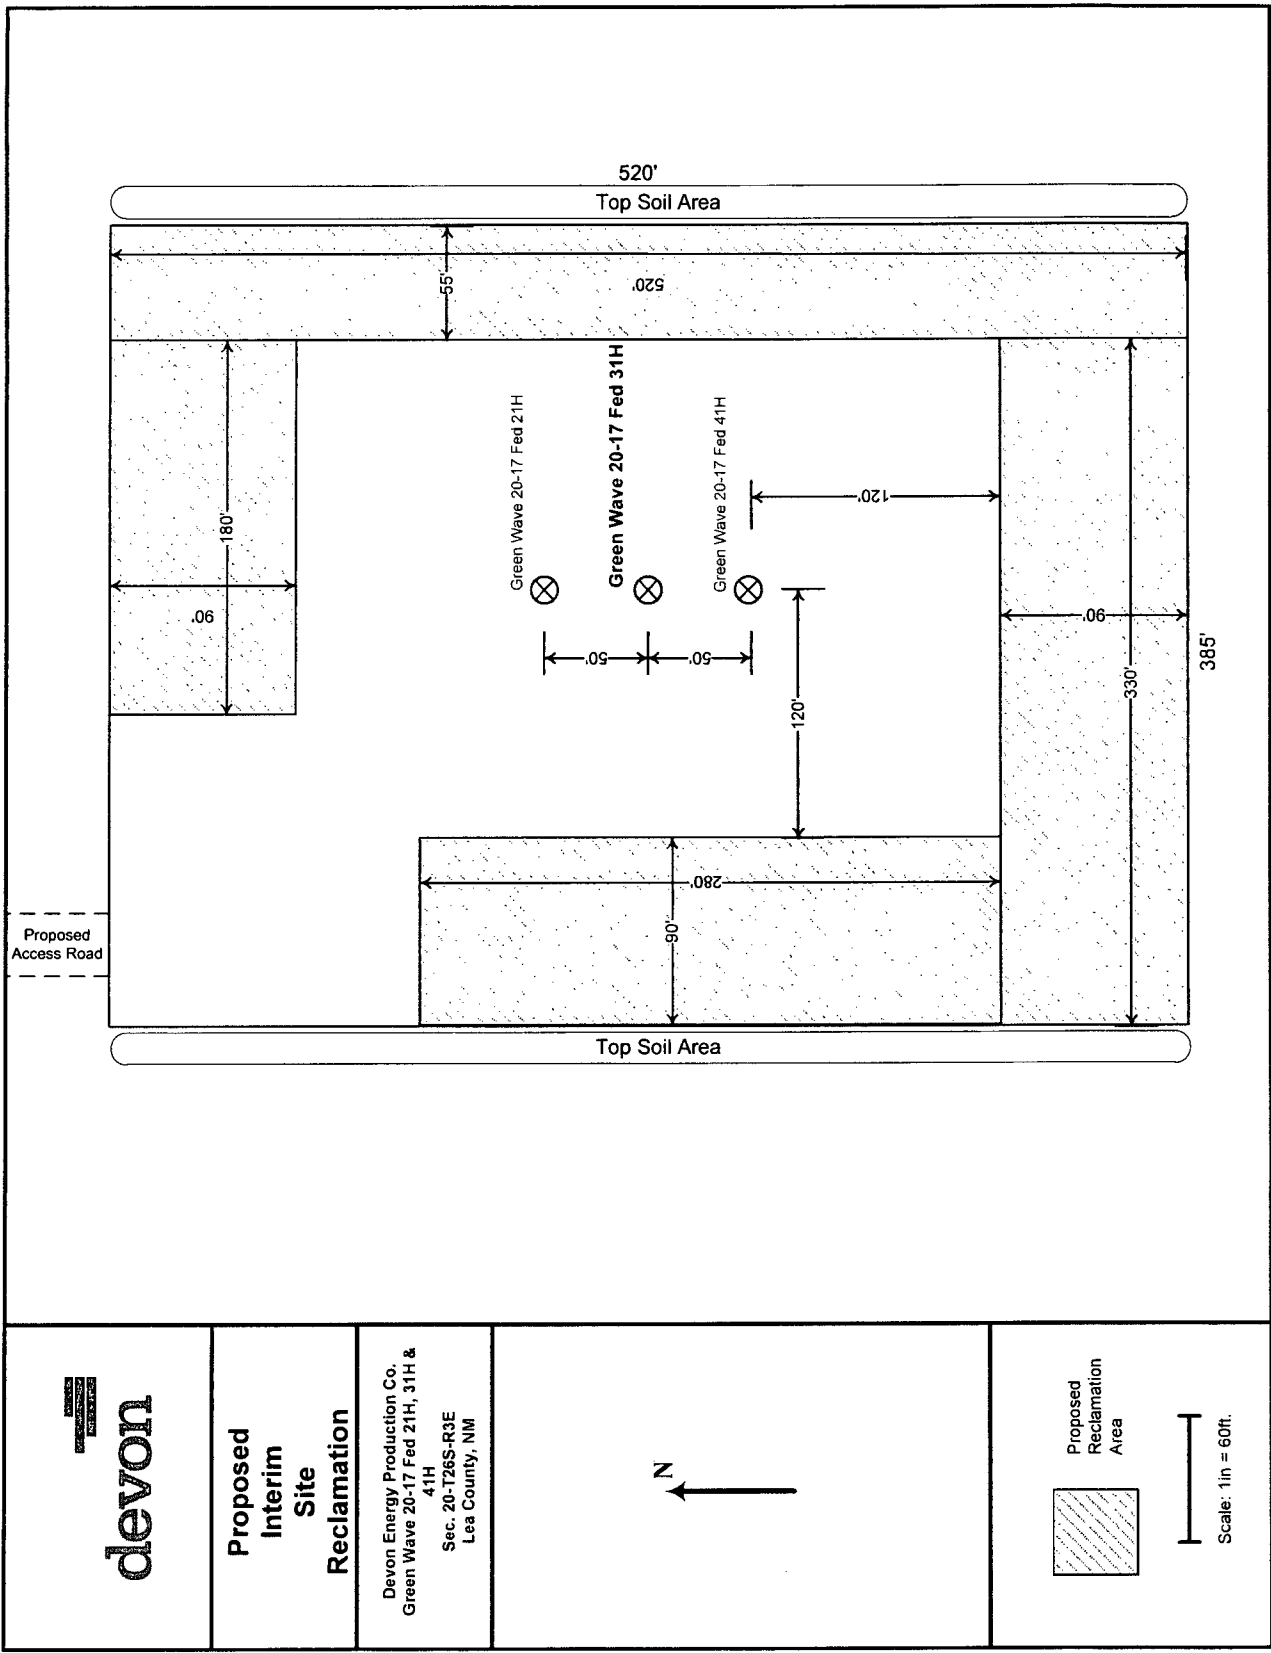 520'
Top Soil Area
55'
520'
180'
90'
Green Wave 20-17 Fed 21H
Green Wave 20-17 Fed 31H
Green Wave 20-17 Fed 41H
120'
50'
50'
120'
90'
330'
385'
280'
90'
Proposed
Access Road
Top Soil Area
devon
Proposed
Interim
Site
Reclamation
Devon Energy Production Co.
Green Wave 20-17 Fed 21H, 31H &
41H
Sec. 20-T26S-R3E
Lea County, NM
N
Proposed
Reclamation
Area
Scale: 1in = 60ft.